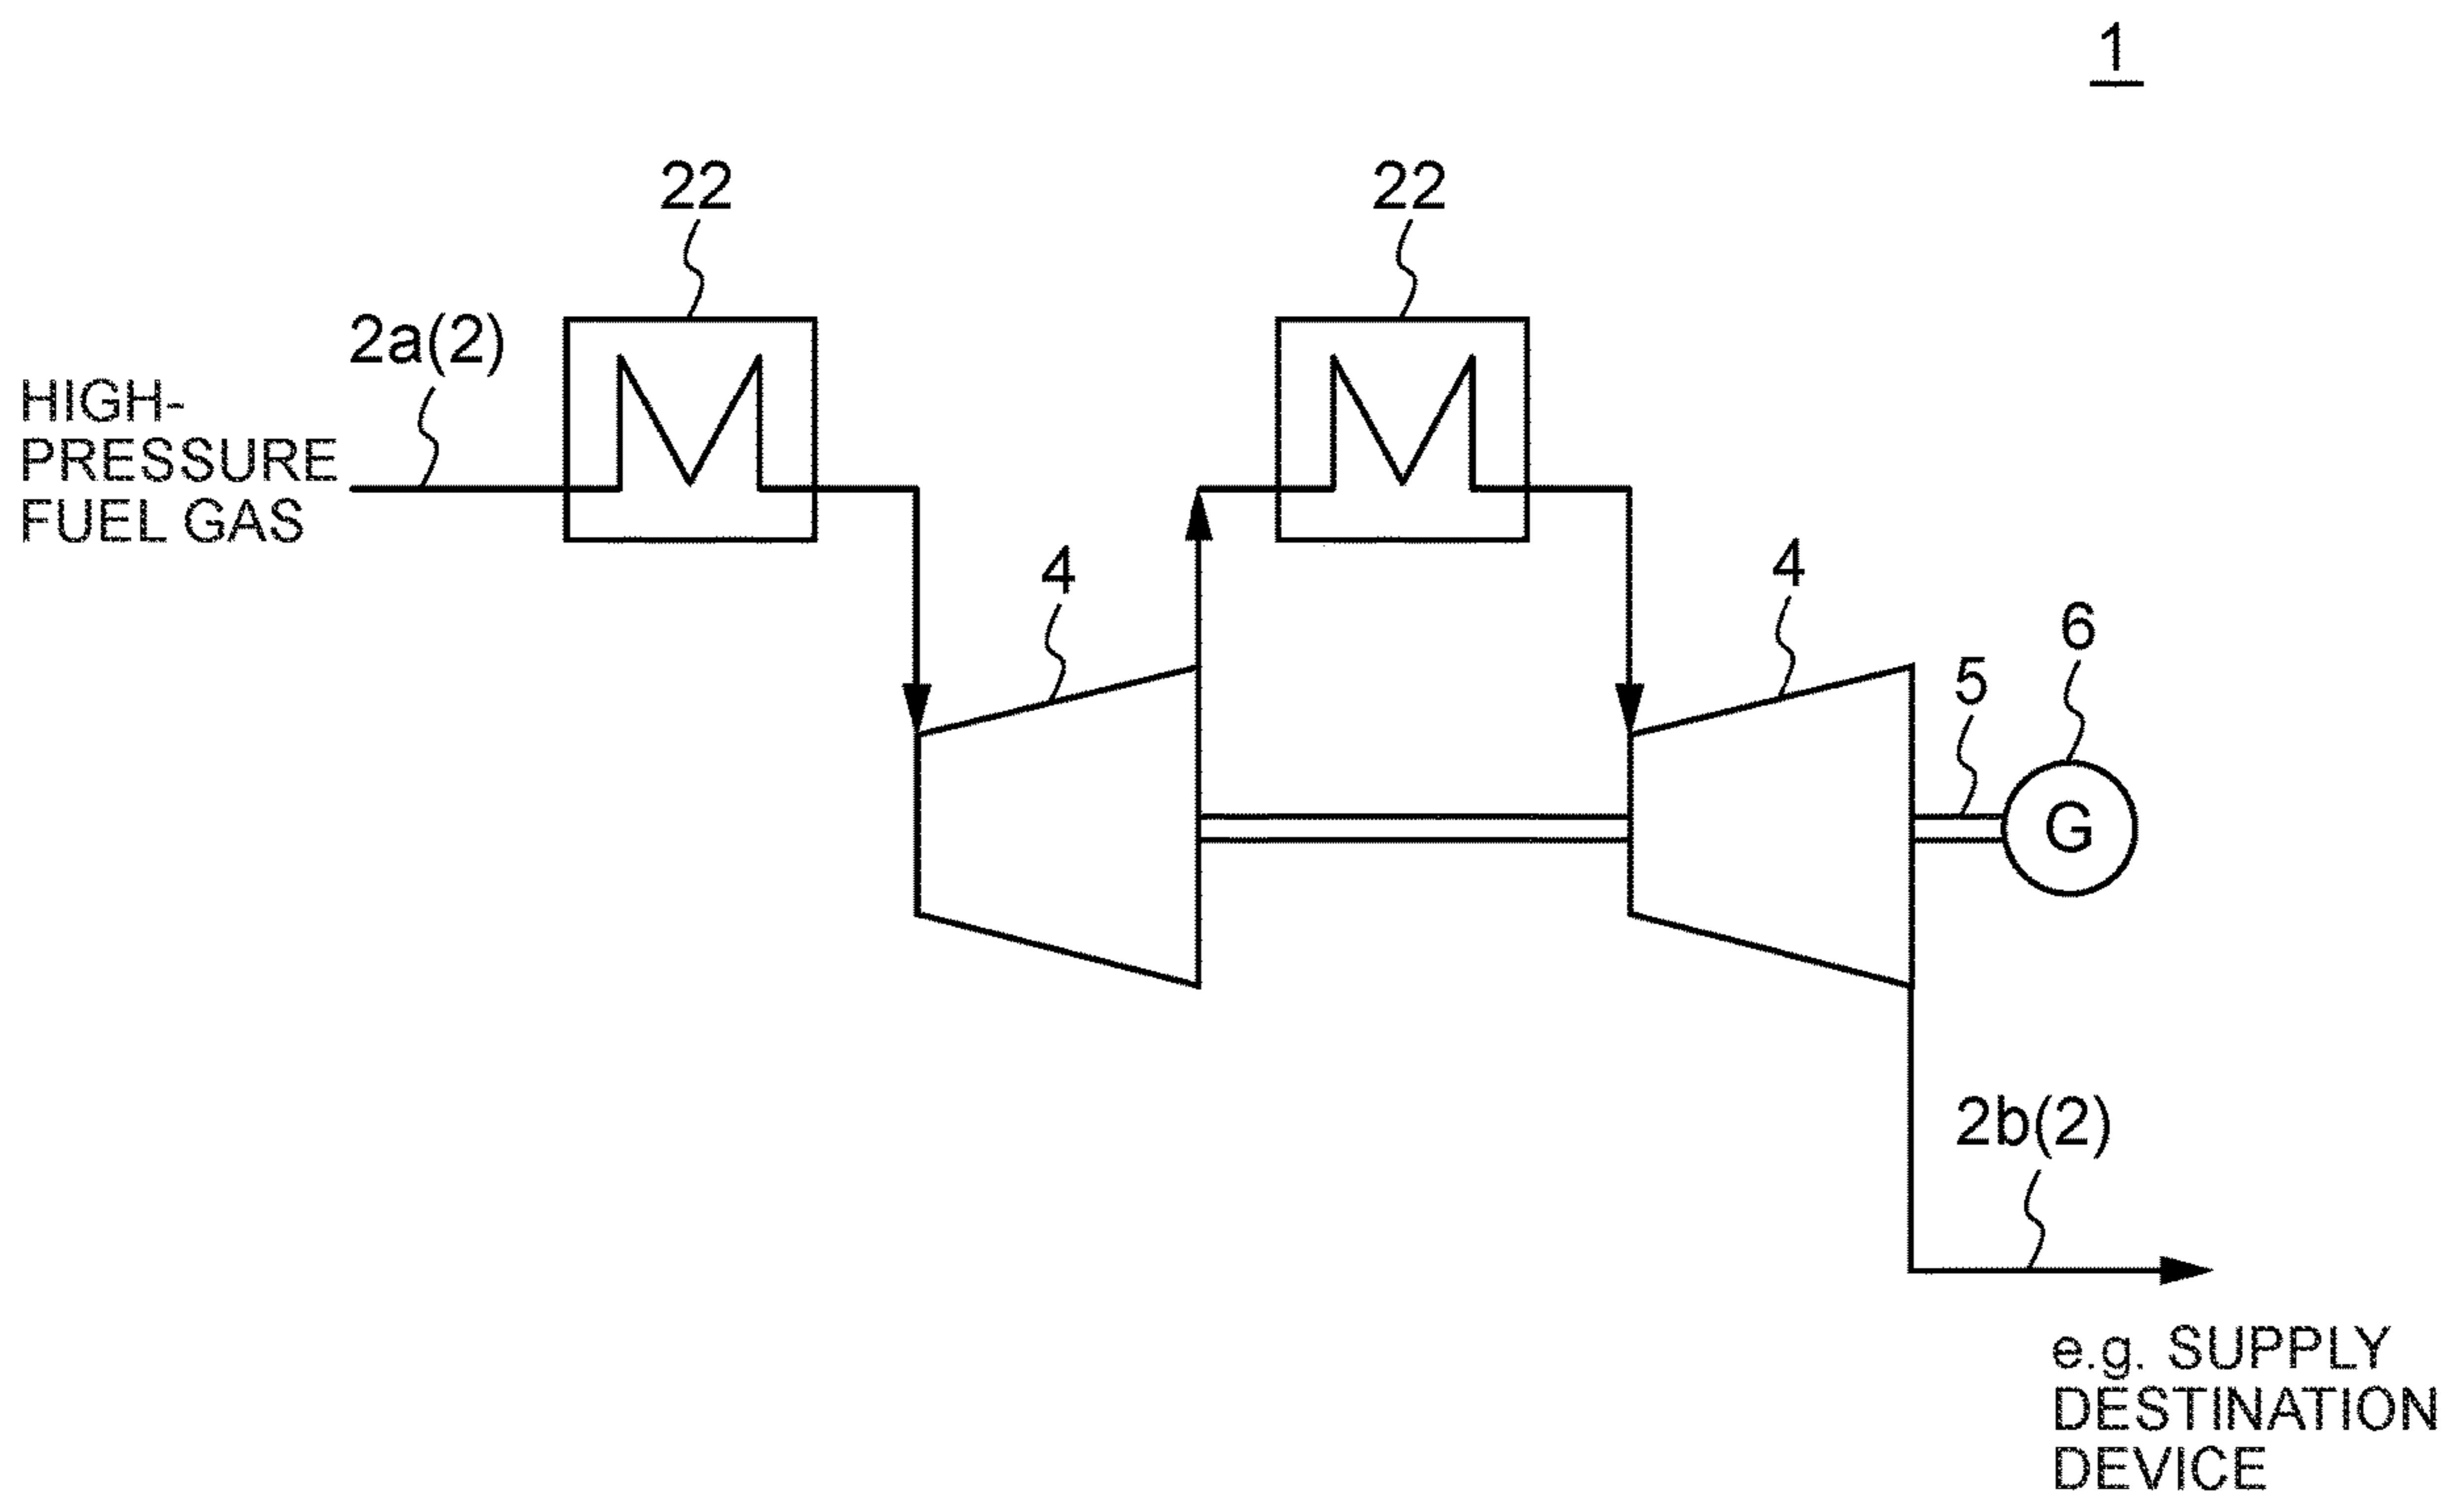 1
22
22
2a(2)
HIGH-
PRESSURE
FUEL GAS
4
4
6
5
G
2b(2)
e.g. SUPPLY
DESTINATION
DEVICE